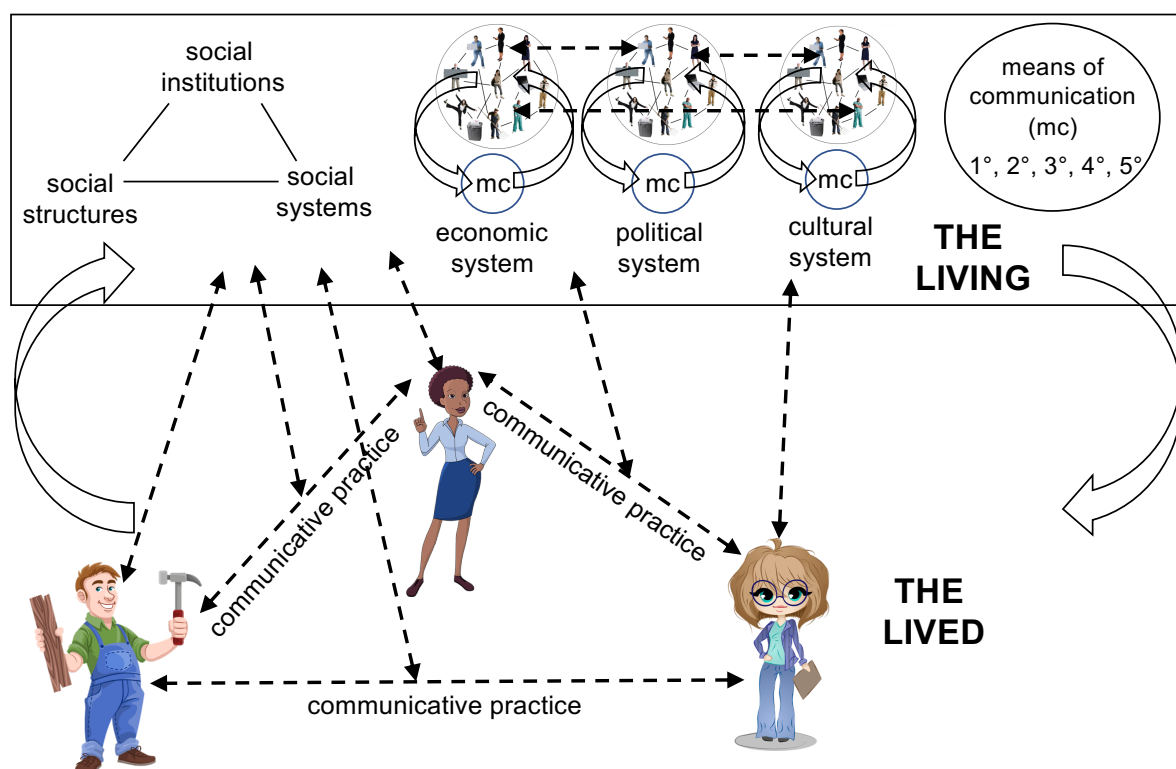 social
institutions
social
structures
social
systems
mc
mc
mc
economic
system
political
system
cultural
system
means of
communication
(mc)
1°, 2°, 3°, 4°, 5°
THE
LIVING
communicative practice
communicative practice
communicative practice
THE
LIVED